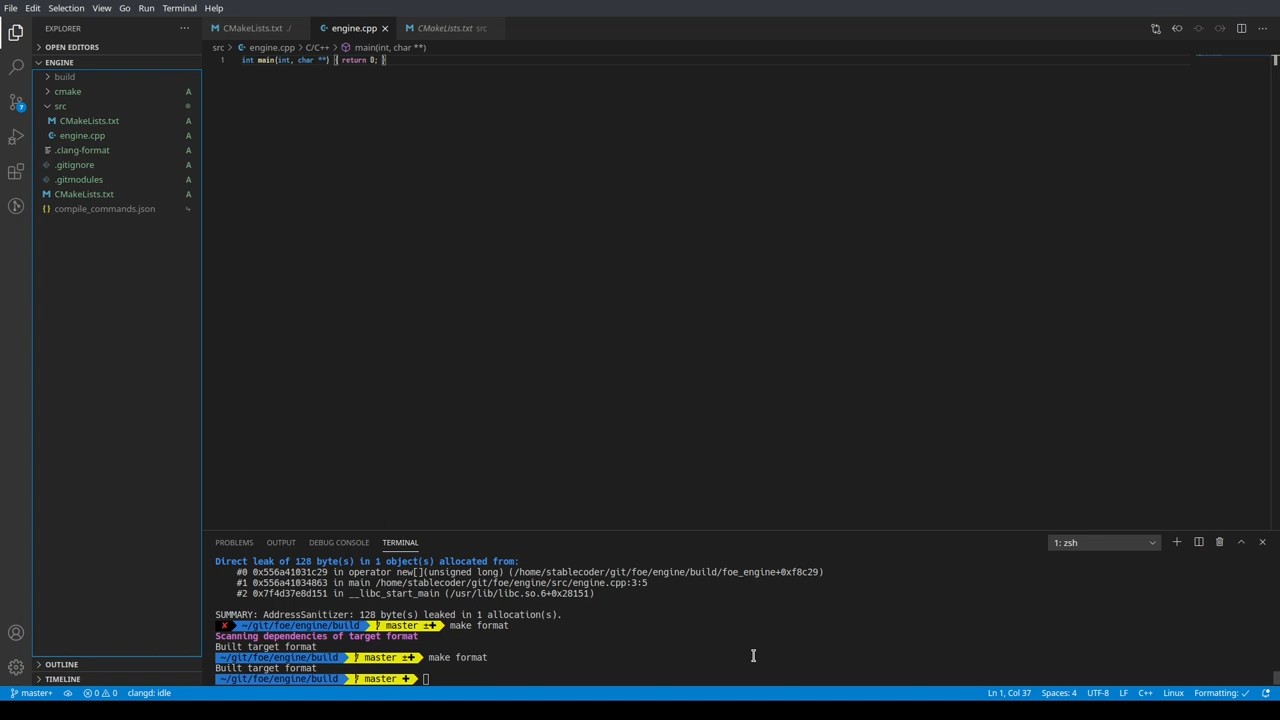 File Edit Selection View Go Run Terminal Help
EXPLORER
OPEN EDITORS
ENGINE
build
cmake A
src
CMakeLists.txt A
engine.cpp A
.clang-format A
.gitignore A
.gitmodules A
CMakeLists.txt A
compile_commands.json
OUTLINE
TIMELINE
7
CMakeLists.txt ./ engine.cpp CMakeLists.txt src
src > engine.cpp > C/C++ > main(int, char **)
1 int main(int, char **) { return 0; }
PROBLEMS OUTPUT DEBUG CONSOLE TERMINAL 1: zsh
Direct leak of 128 byte(s) in 1 object(s) allocated from:
#0 0x556a41031c29 in operator new[](unsigned long) (/home/stablecoder/git/foe/engine/build/foe_engine+0xf8c29)
#1 0x556a41034863 in main /home/stablecoder/git/foe/engine/src/engine.cpp:3:5
#2 0x7f4d37e8d151 in __libc_start_main (/usr/lib/libc.so.6+0x28151)
SUMMARY: AddressSanitizer: 128 byte(s) leaked in 1 allocation(s).
✘ ~/git/foe/engine/build master ±✚ make format
Scanning dependencies of target format
Built target format
~/git/foe/engine/build master ±✚ make format
Built target format
~/git/foe/engine/build master ✚
master+ 0 0 clangd: idle Ln 1, Col 37 Spaces: 4 UTF-8 LF C++ Linux Formatting: ✓